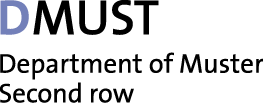 DMUST
Department of Muster
Second row